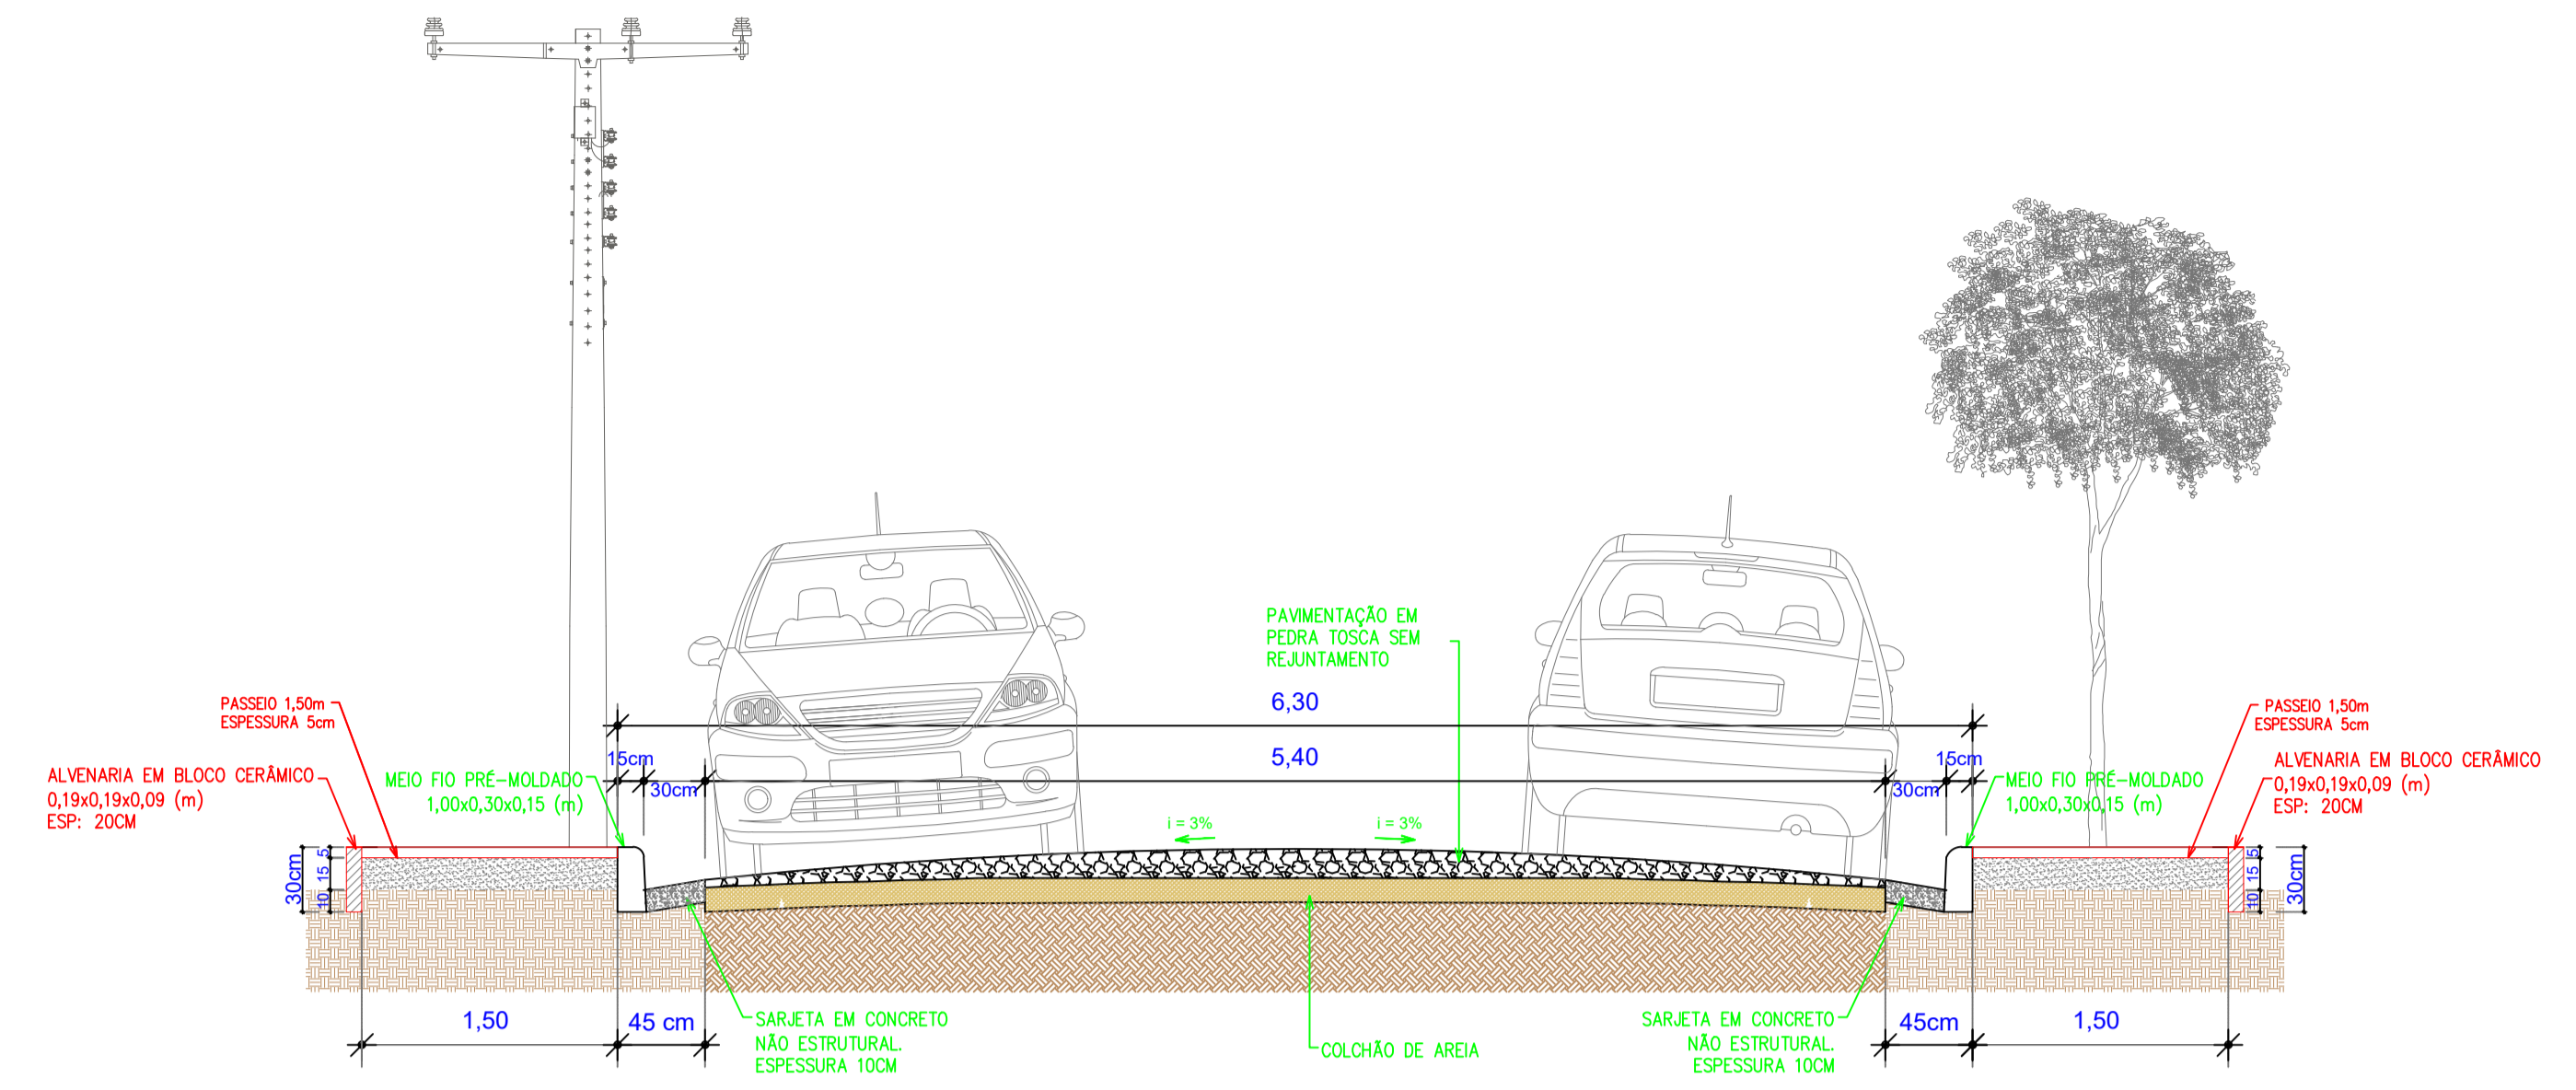 PAVIMENTAÇÃO EM
PEDRA TOSCA SEM
REJUNTAMENTO
6,30
5,40
PASSEIO 1,50m
ESPESSURA 5cm
ALVENARIA EM BLOCO CERÂMICO
0,19x0,19x0,09 (m)
ESP: 20CM
MEIO FIO PRÉ-MOLDADO
1,00x0,30x0,15 (m)
15cm
30cm
i = 3%
i = 3%
15cm
30cm
PASSEIO 1,50m
ESPESSURA 5cm
ALVENARIA EM BLOCO CERÂMICO
0,19x0,19x0,09 (m)
ESP: 20CM
MEIO FIO PRÉ-MOLDADO
1,00x0,30x0,15 (m)
30cm
5
15
10
5
15
10
30cm
1,50
45 cm
SARJETA EM CONCRETO
NÃO ESTRUTURAL.
ESPESSURA 10CM
COLCHÃO DE AREIA
SARJETA EM CONCRETO
NÃO ESTRUTURAL.
ESPESSURA 10CM
45cm
1,50